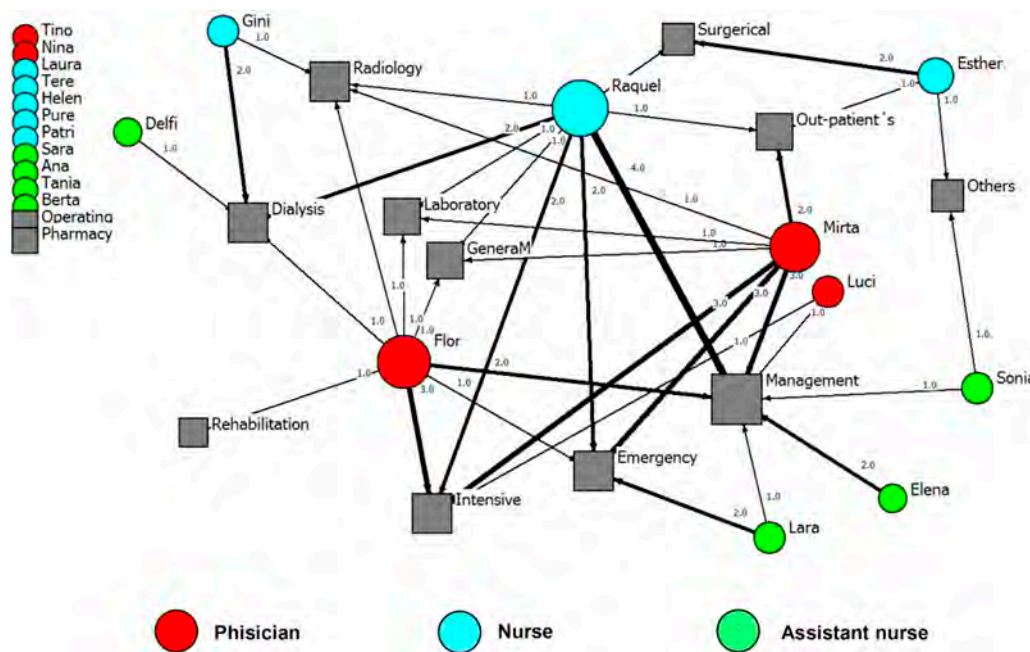 Tino
Nina
Laura
Tere
Helen
Pure
Patri
Sara
Ana
Tania
Berta
Operating
Pharmacy
Gini
1.0
2.0
Radiology
Delfi
1.0
Dialysis
Surgerical
2.0
Esther
1.0
1.0
Raquel
1.0
1.0
2.0
1.0
1.0
Out-patient´s
Others
4.0
2.0
2.0
Laboratory
1.0
GeneraM
1.0
1.0
2.0
Mirta
3.0
3.0
3.0
Luci
1.0
1.0
1.0
1.0
1.0
1.0
Flor
1.0
3.0
1.0
2.0
Management
1.0
1.0
Sonia
Rehabilitation
Emergency
Intensive
2.0
Elena
1.0
2.0
Lara
Phisician
Nurse
Assistant nurse